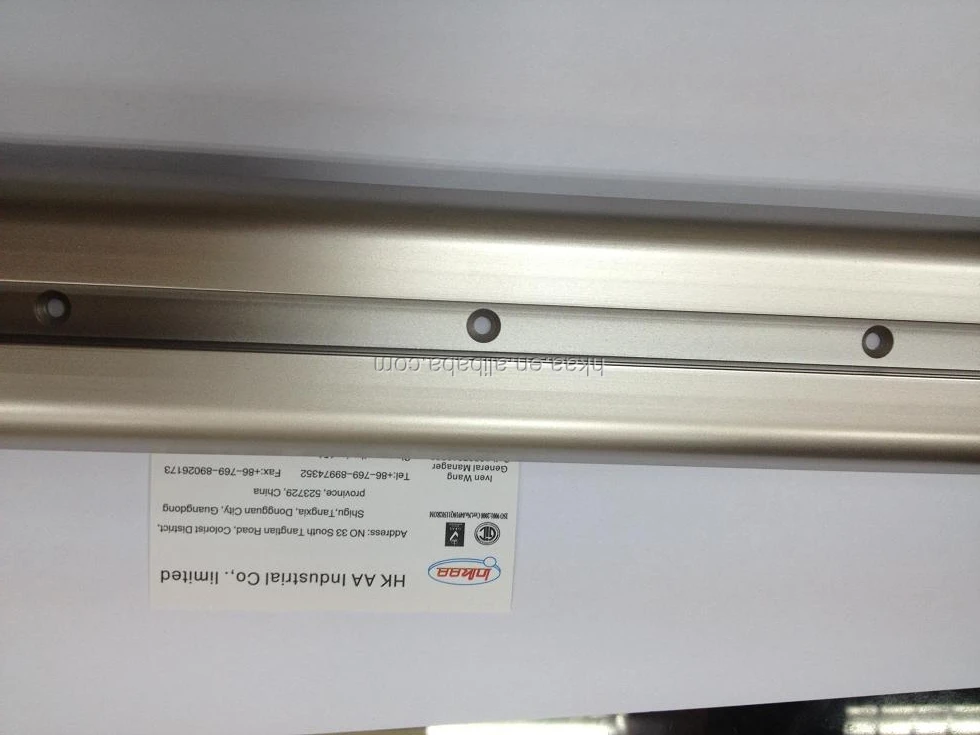 hkaa.en.alibaba.com
inkaa
HK AA Industrial Co., limited
Address: NO 33 South Tangtian Road, Colorist District,
Shigu, Tangxia, Dongguan City, Guangdong
province, 523729, China
Tel:+86-769-89974352 Fax:+86-769-89026173
Iven Wang
General Manager